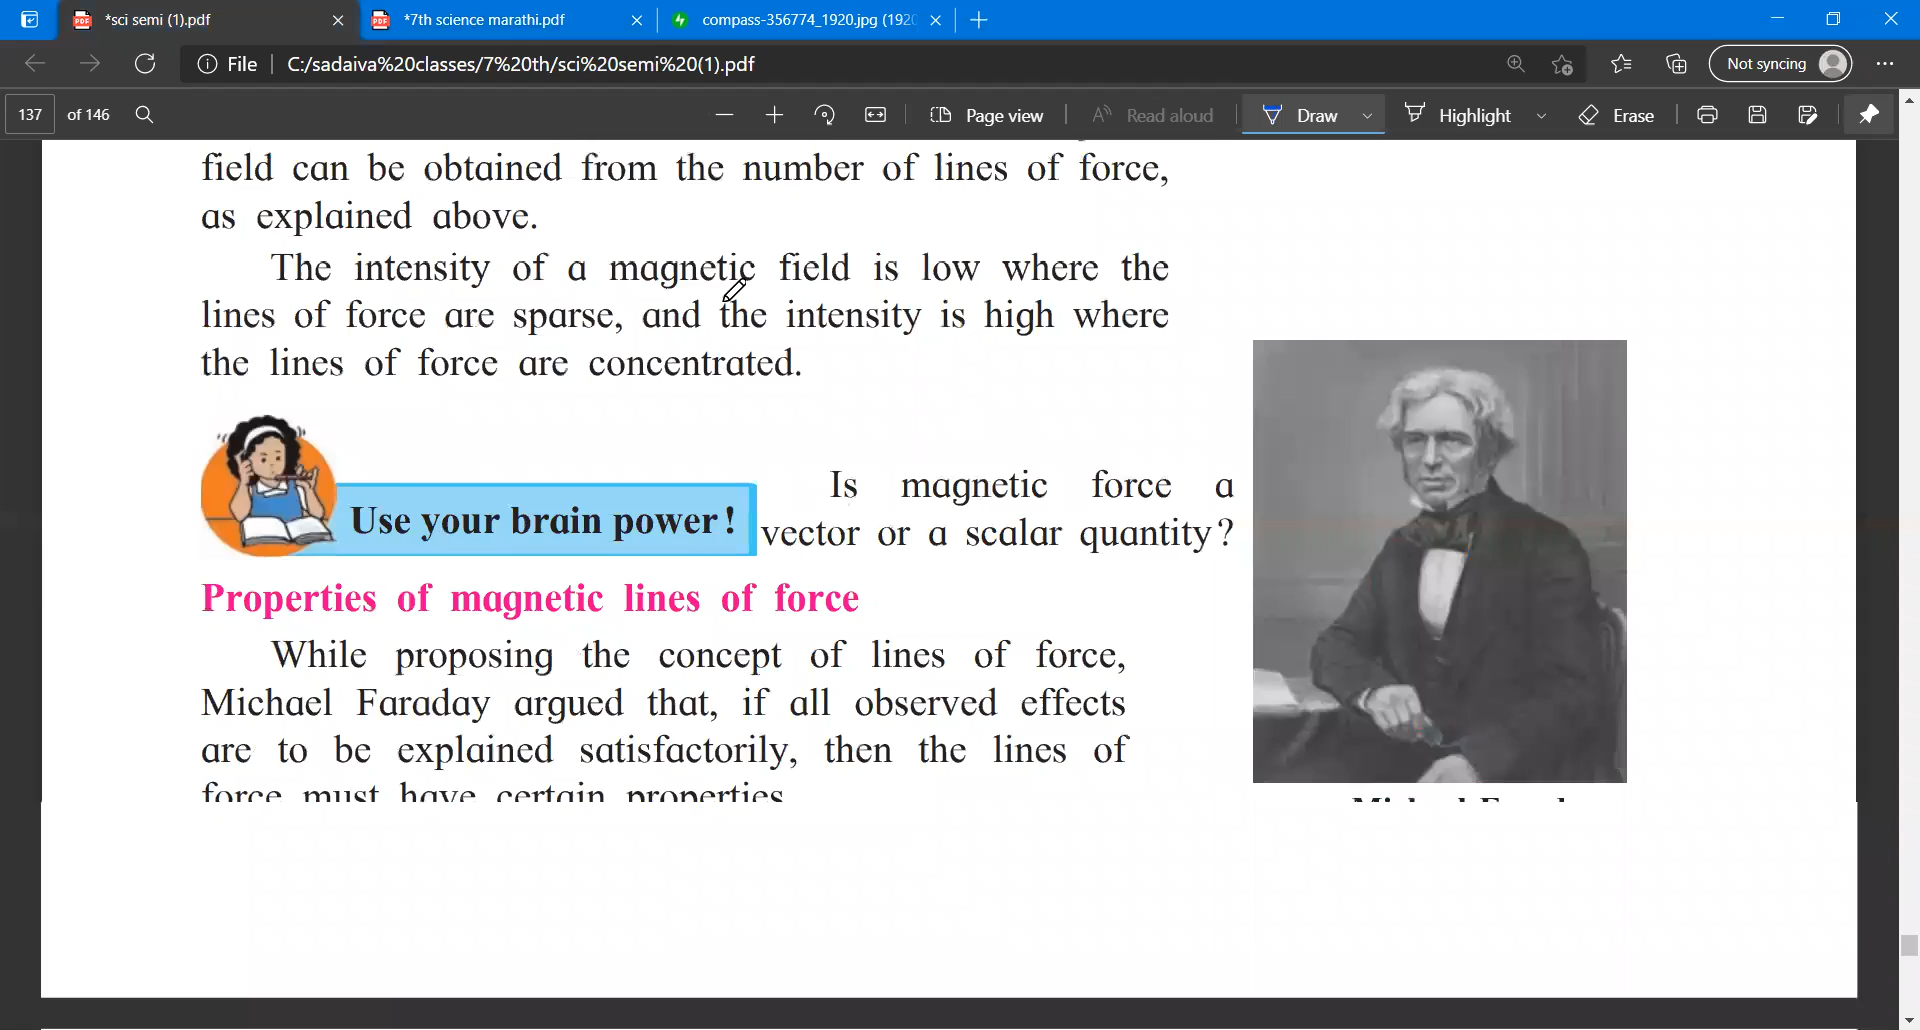 *sci semi (1).pdf
*7th science marathi.pdf
compass-356774_1920.jpg (1920
File
C:/sadaiva%20classes/7%20th/sci%20semi%20(1).pdf
Not syncing
137 of 146
Page view
Read aloud
Draw
Highlight
Erase
field can be obtained from the number of lines of force,
as explained above.
The intensity of a magnetic field is low where the
lines of force are sparse, and the intensity is high where
the lines of force are concentrated.
Is magnetic force a
Use your brain power!
vector or a scalar quantity?
Properties of magnetic lines of force
While proposing the concept of lines of force,
Michael Faraday argued that, if all observed effects
are to be explained satisfactorily, then the lines of
force must have certain properties